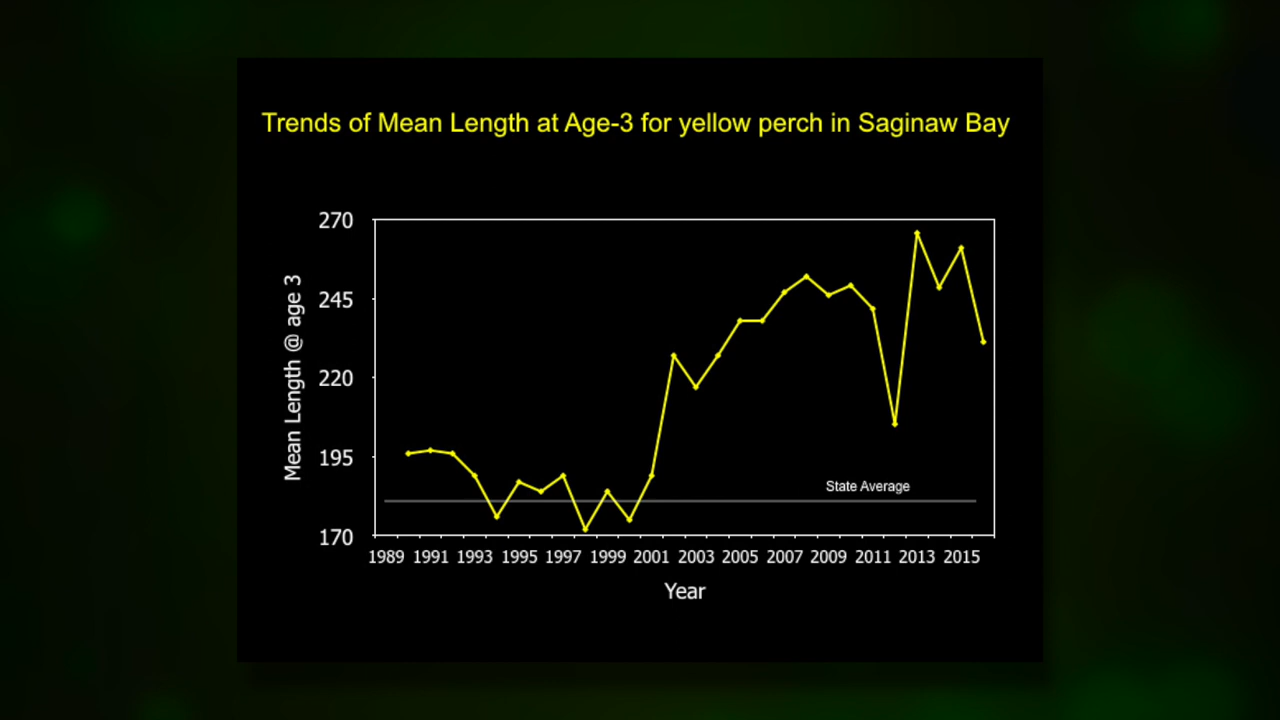 Trends of Mean Length at Age-3 for yellow perch in Saginaw Bay
270
245
220
195
170
Mean Length @ age 3
State Average
1989 1991 1993 1995 1997 1999 2001 2003 2005 2007 2009 2011 2013 2015
Year